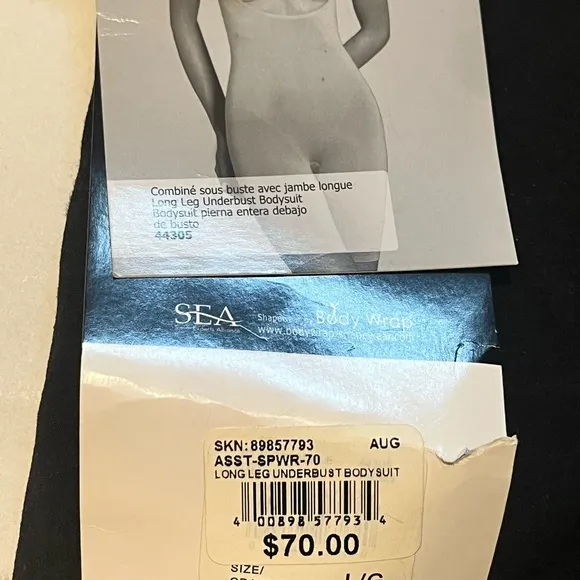 Combiné sous buste avec jambe longue
Long Leg Underbust Bodysuit
Bodysuit pierna entera debajo
de busto
44305
SEA
Body Wrap
SKN: 89857793 AUG
ASST-SPWR-70
LONG LEG UNDERBUST BODYSUIT
4 00898 57793 4
$70.00
SIZE/